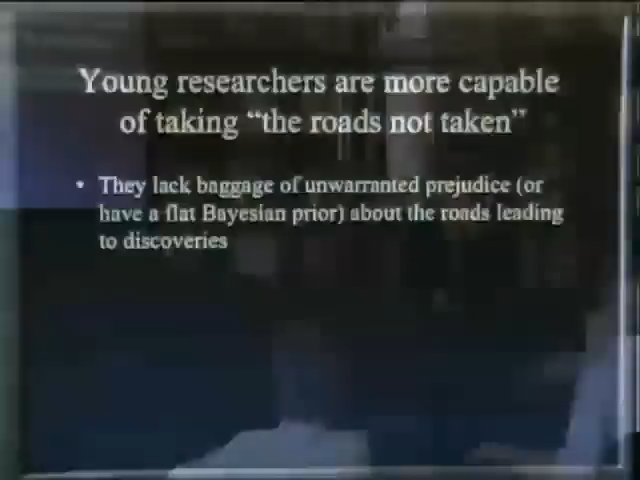 Young researchers are more capable
of taking “the roads not taken”
• They lack baggage of unwarranted prejudice (or
have a flat Bayesian prior) about the roads leading
to discoveries